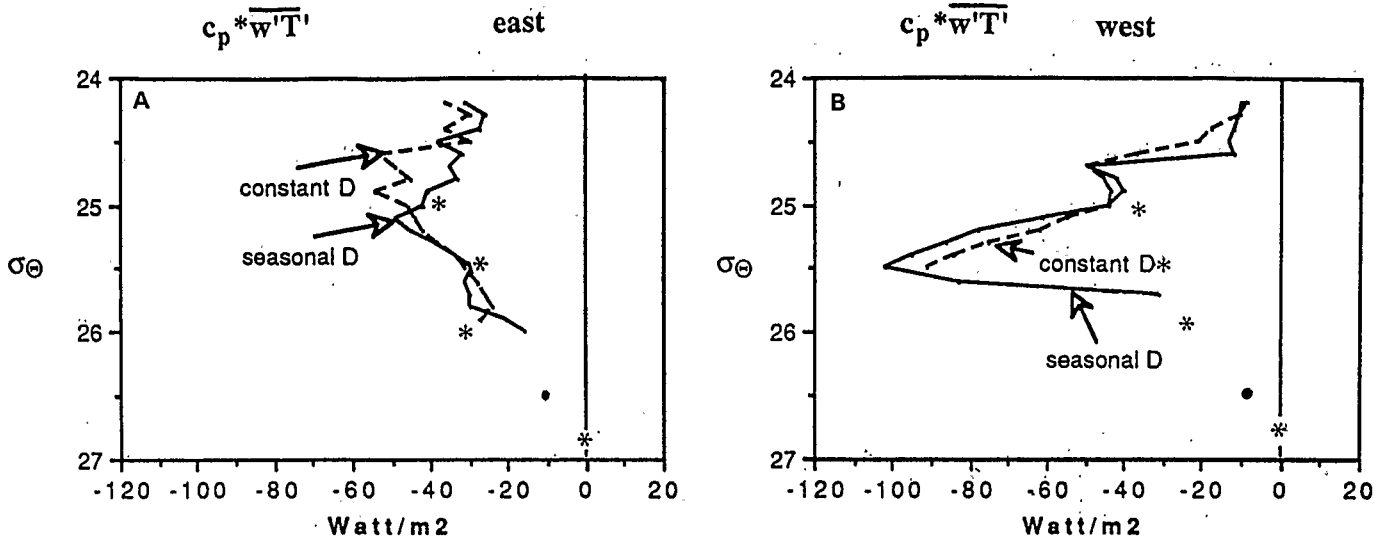 c_p*w'T' east
A
constant D
seasonal D
σ_Θ
24
25
26
27
-120 -100 -80 -60 -40 -20 0 20
Watt/m2
c_p*w'T' west
B
constant D*
seasonal D
σ_Θ
24
25
26
27
-120 -100 -80 -60 -40 -20 0 20
Watt/m2